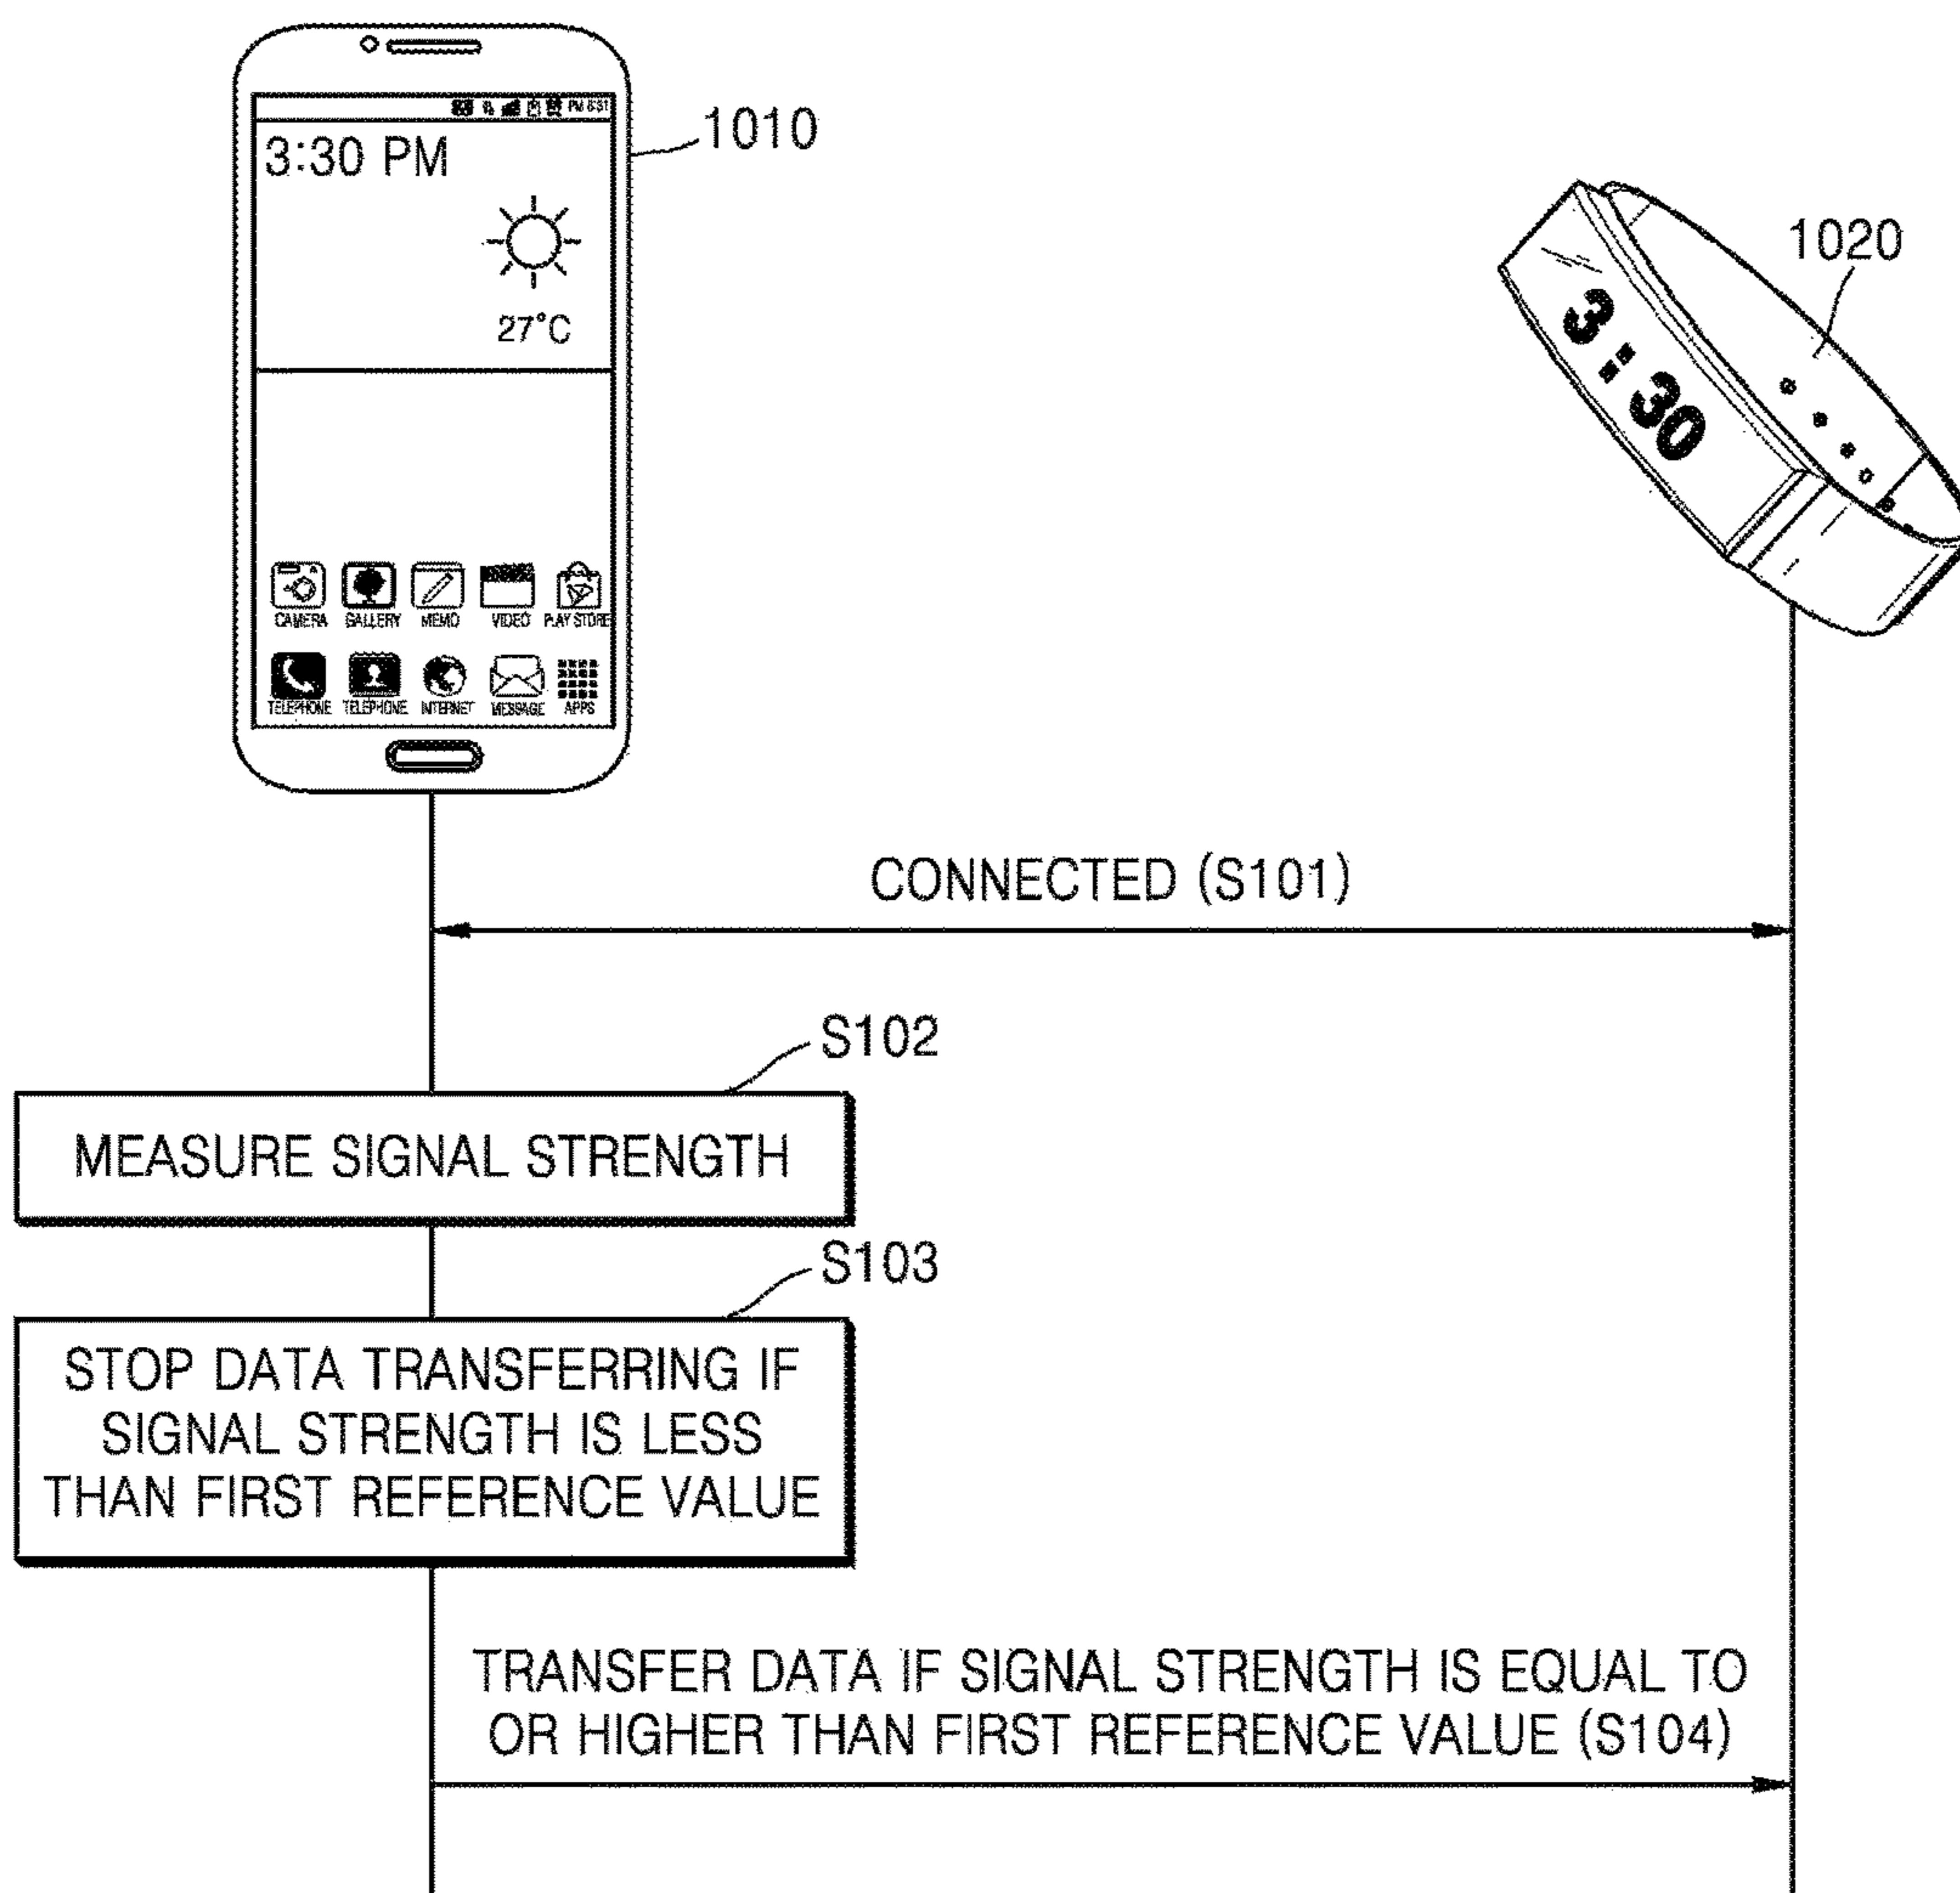 3:30 PM
1010
27°C
CAMERA GALLERY MEMO VIDEO PLAY STORE
TELEPHONE TELEPHONE INTERNET MESSAGE APPS
1020
3:30
CONNECTED (S101)
S102
MEASURE SIGNAL STRENGTH
S103
STOP DATA TRANSFERRING IF
SIGNAL STRENGTH IS LESS
THAN FIRST REFERENCE VALUE
TRANSFER DATA IF SIGNAL STRENGTH IS EQUAL TO
OR HIGHER THAN FIRST REFERENCE VALUE (S104)